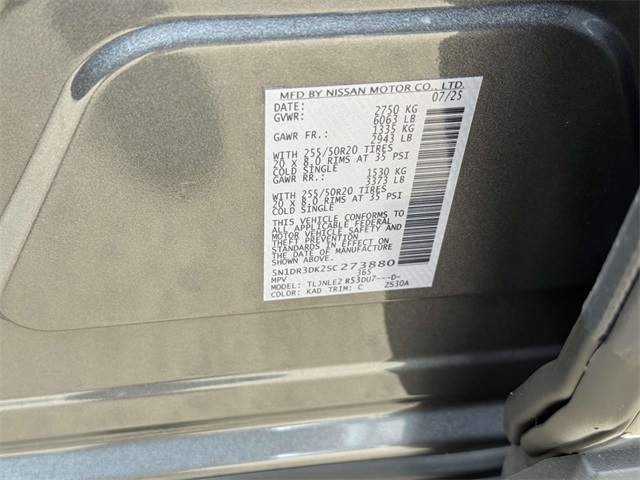 MFD BY NISSAN MOTOR CO., LTD.
DATE: 07/25
GVWR: 2750 KG
6063 LB
GAWR FR.: 1335 KG
2943 LB
WITH 255/50R20 TIRES
20 X 8.0 RIMS AT 35 PSI
COLD SINGLE
GAWR RR.: 1530 KG
3373 LB
WITH 255/50R20 TIRES
20 X 8.0 RIMS AT 35 PSI
COLD SINGLE
THIS VEHICLE CONFORMS TO
ALL APPLICABLE FEDERAL
MOTOR VEHICLE SAFETY AND
THEFT PREVENTION
STANDARDS IN EFFECT ON
THE DATE OF MANUFACTURE
SHOWN ABOVE.
5N1DR3DK2SC273880
MPV 365
MODEL: TLJNLE2 R53DU7---D-
COLOR: KAD TRIM: C ZS30A